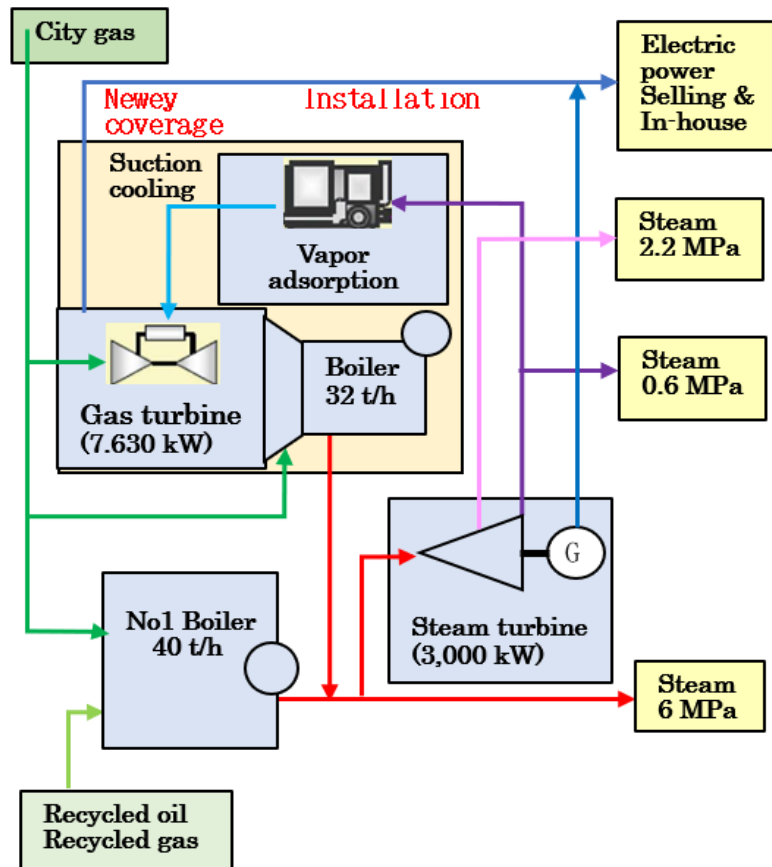 City gas
Electric
power
Selling &
In-house
Newey Installation
coverage
Suction
cooling
Vapor
adsorption
Steam
2.2 MPa
Boiler
32 t/h
Steam
0.6 MPa
Gas turbine
(7.630 kW)
G
No1 Boiler
40 t/h
Steam turbine
(3,000 kW)
Steam
6 MPa
Recycled oil
Recycled gas